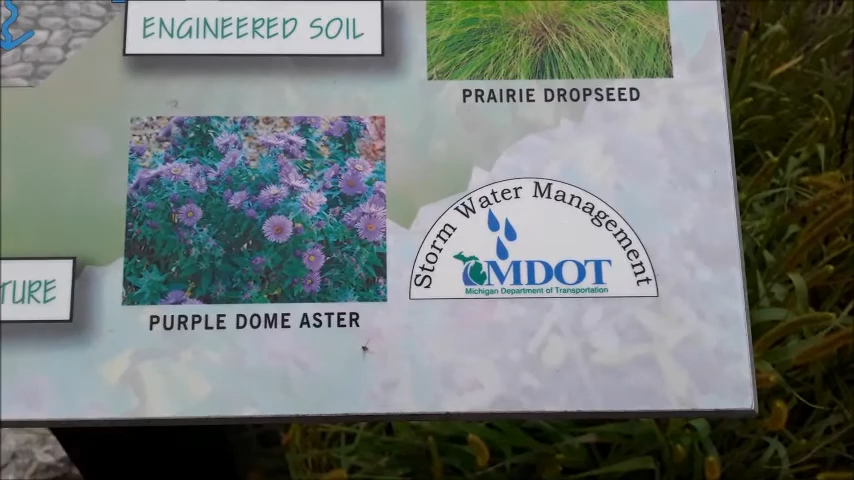 ENGINEERED SOIL
PRAIRIE DROPSEED
Storm Water Management
MDOT
Michigan Department of Transportation
TURE
PURPLE DOME ASTER